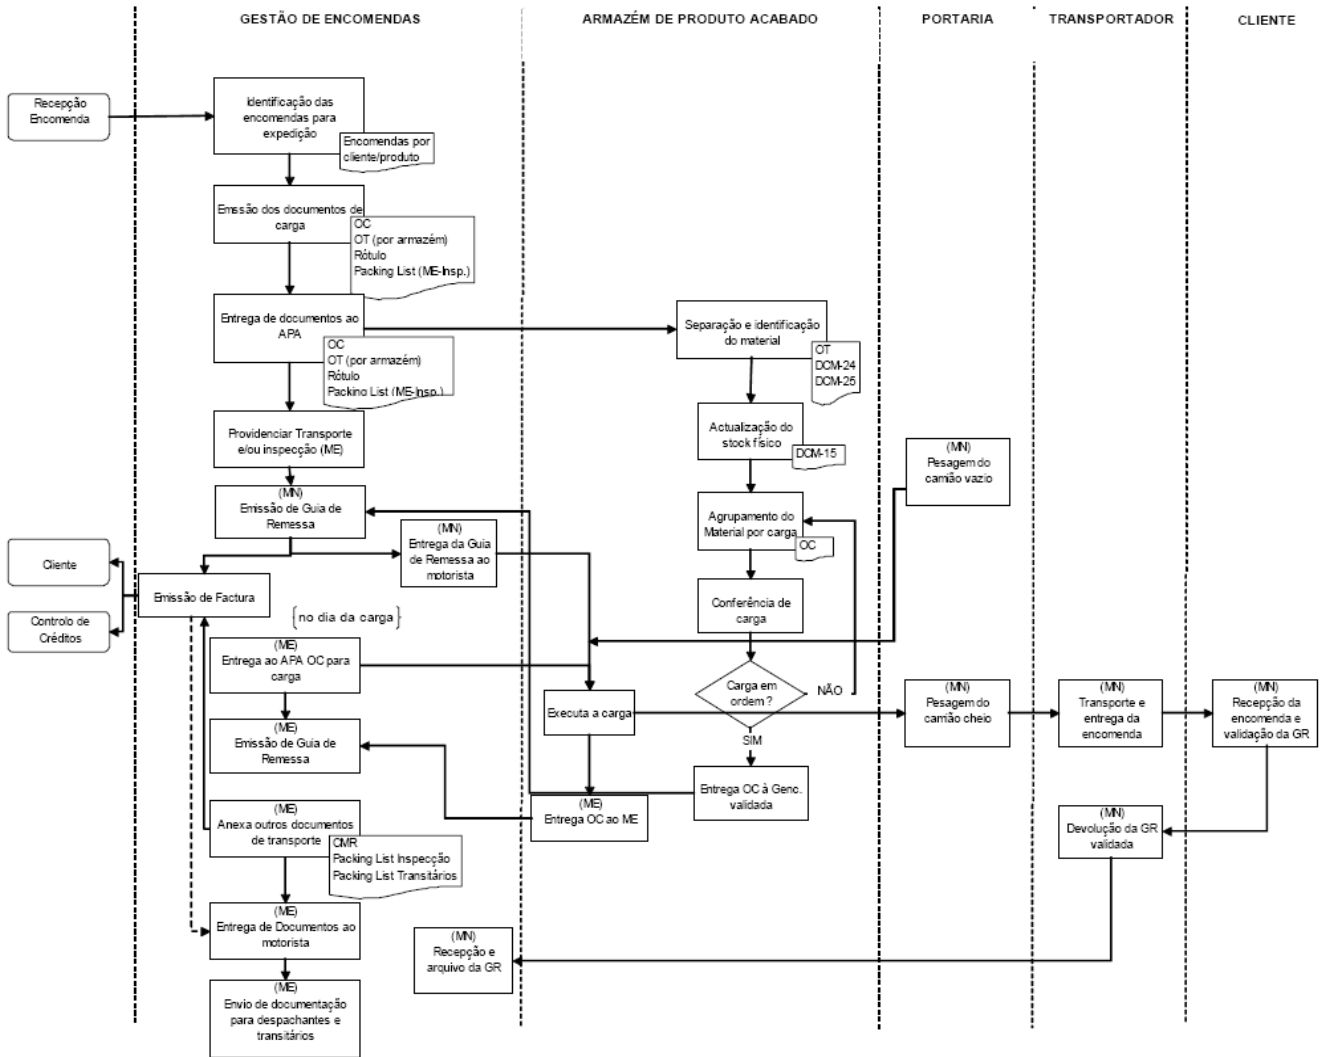 GESTÃO DE ENCOMENDAS
ARMAZÉM DE PRODUTO ACABADO
PORTARIA
TRANSPORTADOR
CLIENTE
Recepção
Encomenda
Identificação das
encomendas para
expedição
Encomendas por
cliente/produto
Emssão dos documentos de
carga
OC
OT (por armazém)
Rótulo
Packing List (ME-Insp.)
Entrega de documentos ao
APA
OC
OT (por armazém)
Rótulo
Packing List (ME-Insp.)
Separação e identificação
do material
OT
DCM-24
DCM-25
Providenciar Transporte
e/ou inspecção (ME)
Actualização do
stock físico
DCM-15
(MN)
Pesagem do
camião vazio
(MN)
Emissão de Guia de
Remessa
Agrupamento do
Material por carga
OC
(MN)
Entrega da Guia
de Remessa ao
motorista
Cliente
Emissão de Factura
Controlo de
Créditos
{no dia da carga}
Conferência de
carga
(ME)
Entrega ao APA OC para
carga
Carga em
ordem ?
NÃO
SIM
Executa a carga
(MN)
Pesagem do
camião cheio
(MN)
Transporte e
entrega da
encomenda
(MN)
Recepção da
encomenda e
validação da GR
(ME)
Emissão de Guia de
Remessa
Entrega OC à Genc.
validada
(ME)
Entrega OC ao ME
(ME)
Anexa outros documentos
de transporte
CMR
Packing List Inspecção
Packing List Transitários
(MN)
Devolução da GR
validada
(ME)
Entrega de Documentos ao
motorista
(MN)
Recepção e
arquivo da GR
(ME)
Envio de documentação
para despachantes e
transitários